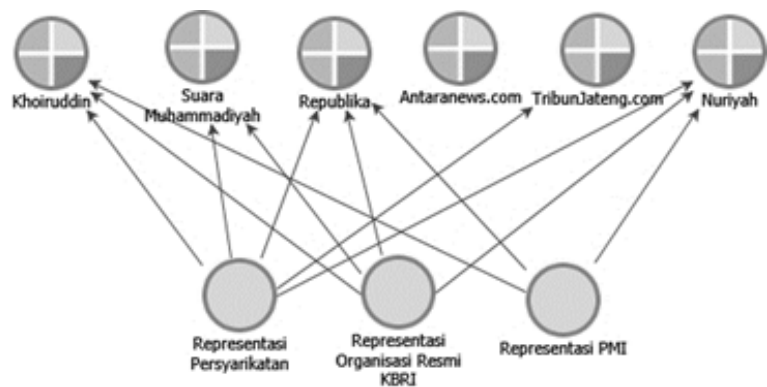 Khoiruddin
Suara
Muhammadiyah
Republika
Antaranews.com
TribunJateng.com
Nuriyah
Representasi
Persyarikatan
Representasi
Organisasi Resmi
KBRI
Representasi PMI